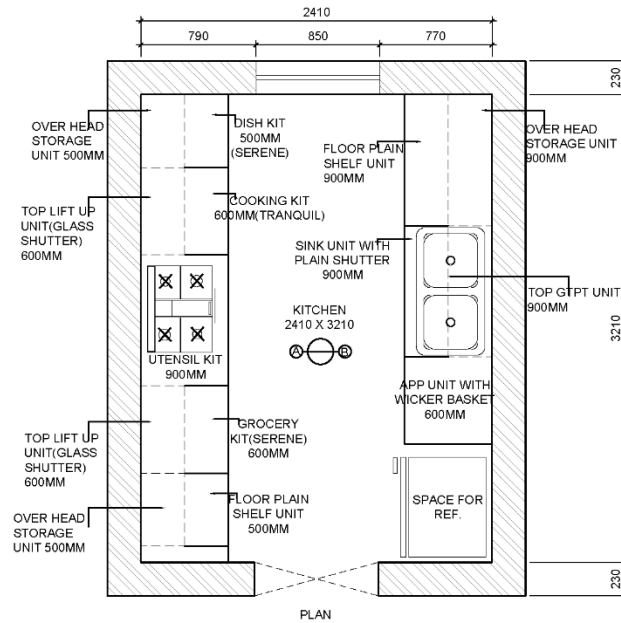 2410
790
850
770
230
OVER HEAD
STORAGE
UNIT 500MM
DISH KIT
500MM
(SERENE)
FLOOR PLAIN
SHELF UNIT
900MM
OVER HEAD
STORAGE UNIT
900MM
TOP LIFT UP
UNIT(GLASS
SHUTTER)
600MM
COOKING KIT
600MM(TRANQUIL)
SINK UNIT WITH
PLAIN SHUTTER
900MM
TOP GTPT UNIT
900MM
KITCHEN
2410 X 3210
A
B
3210
UTENSIL KIT
900MM
APP UNIT WITH
WICKER BASKET
600MM
TOP LIFT UP
UNIT(GLASS
SHUTTER)
600MM
GROCERY
KIT(SERENE)
600MM
OVER HEAD
STORAGE
UNIT 500MM
FLOOR PLAIN
SHELF UNIT
500MM
SPACE FOR
REF.
230
PLAN